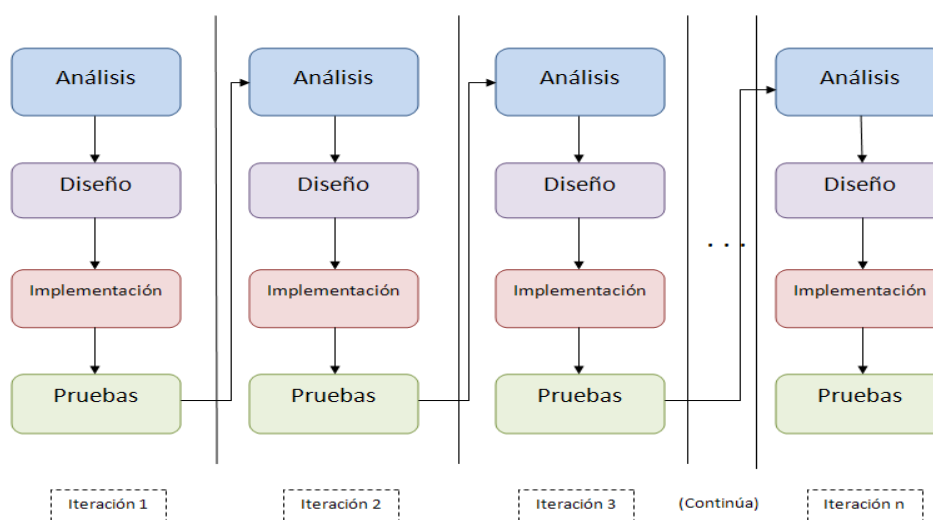 Análisis
Análisis
Análisis
Análisis
Diseño
Diseño
Diseño
Diseño
. . .
Implementación
Implementación
Implementación
Implementación
Pruebas
Pruebas
Pruebas
Pruebas
Iteración 1
Iteración 2
Iteración 3
(Continúa)
Iteración n